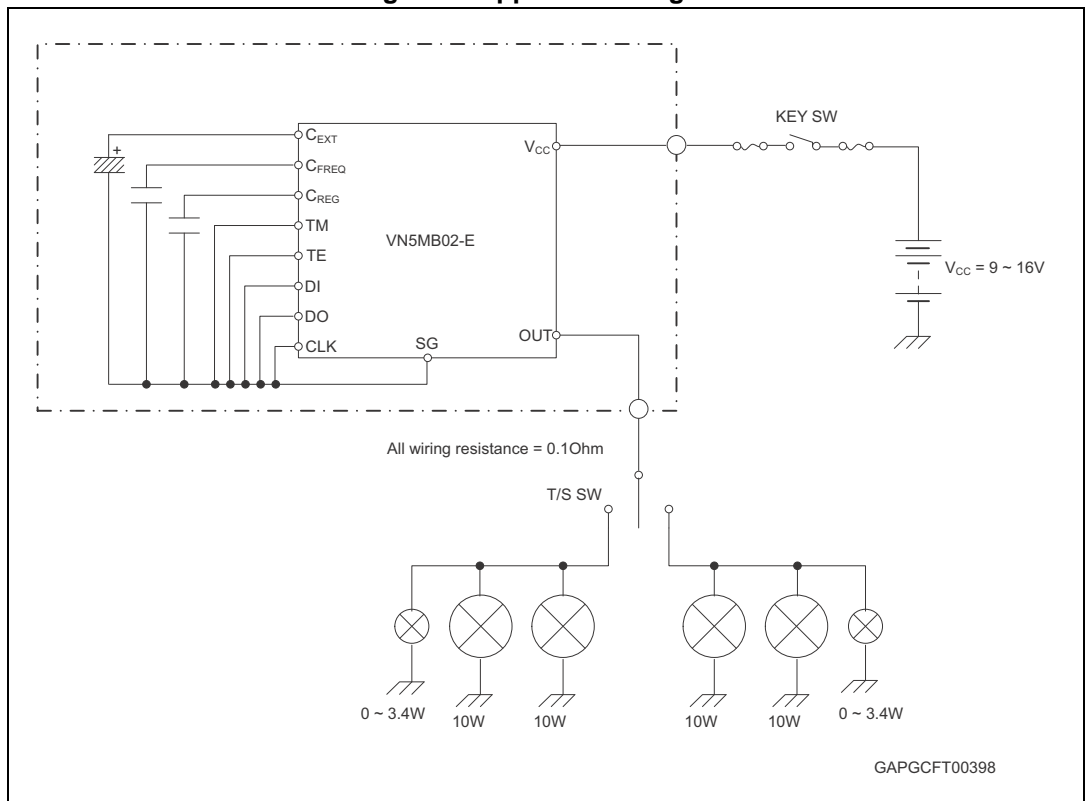 KEY SW
+
C_EXT
V_CC
C_FREQ
C_REG
TM
VN5MB02-E
TE
V_CC = 9 ~ 16V
DI
DO
OUT
SG
CLK
All wiring resistance = 0.1Ohm
T/S SW
0 ~ 3.4W
10W
10W
10W
10W
0 ~ 3.4W
GAPGCFT00398